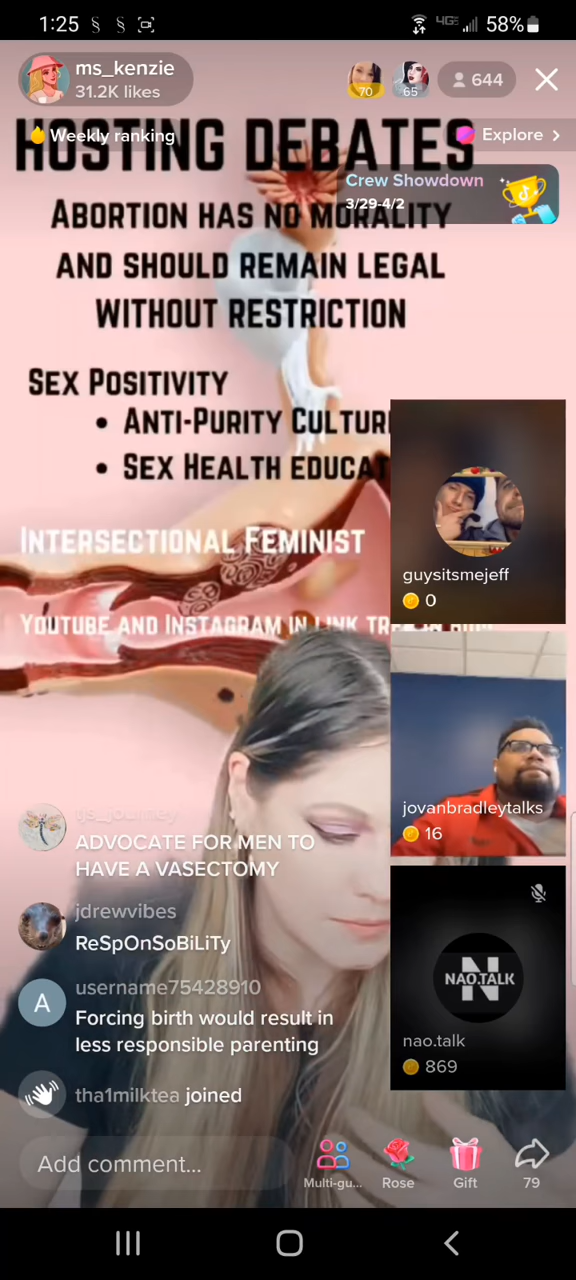 1:25
4GE 58%
ms_kenzie
31.2K likes
70
65
644
Weekly ranking
Explore >
HOSTING DEBATES
Crew Showdown
3/29-4/2
ABORTION HAS NO MORALITY
AND SHOULD REMAIN LEGAL
WITHOUT RESTRICTION
SEX POSITIVITY
• ANTI-PURITY CULTUR
• SEX HEALTH EDUCAT
INTERSECTIONAL FEMINIST
YOUTUBE AND INSTAGRAM IN LINK
guysitsmejeff
0
jovanbradleytalks
16
ADVOCATE FOR MEN TO
HAVE A VASECTOMY
jdrewvibes
ReSpOnSoBiLiTy
A
username75428910
Forcing birth would result in
less responsible parenting
N
NAO.TALK
nao.talk
869
tha1milktea joined
Add comment...
Multi-gu...
Rose
Gift
79